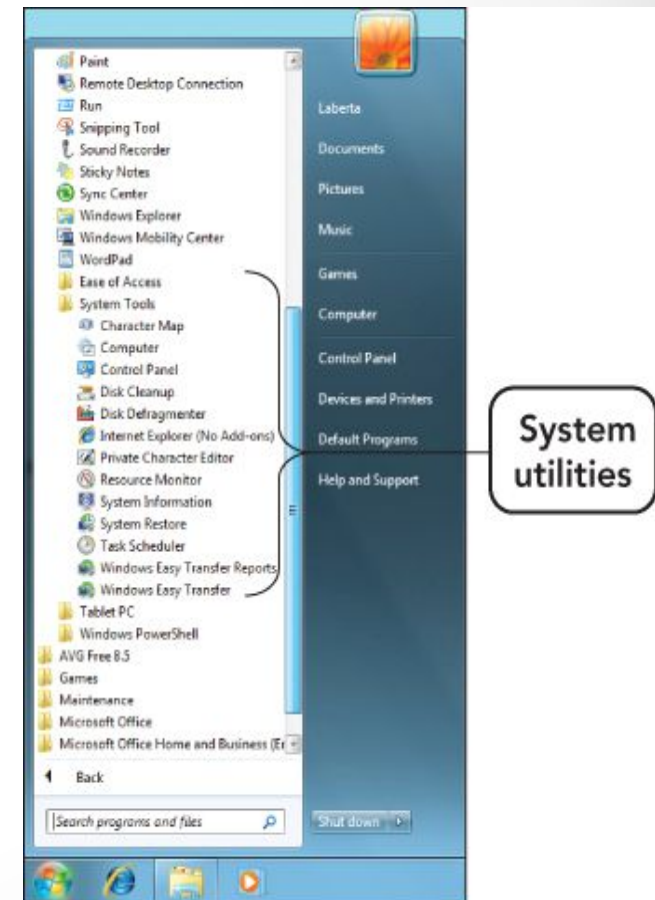 Paint
Remote Desktop Connection
Run
Snipping Tool
Sound Recorder
Sticky Notes
Sync Center
Windows Explorer
Windows Mobility Center
WordPad
Ease of Access
System Tools
Character Map
Computer
Control Panel
Disk Cleanup
Disk Defragmenter
Internet Explorer (No Add-ons)
Private Character Editor
Resource Monitor
System Information
System Restore
Task Scheduler
Windows Easy Transfer Reports
Windows Easy Transfer
Tablet PC
Windows PowerShell
AVG Free 8.5
Games
Maintenance
Microsoft Office
Microsoft Office Home and Business (En
Back
Search programs and files
Laberta
Documents
Pictures
Music
Games
Computer
Control Panel
Devices and Printers
Default Programs
Help and Support
Shut down
System
utilities